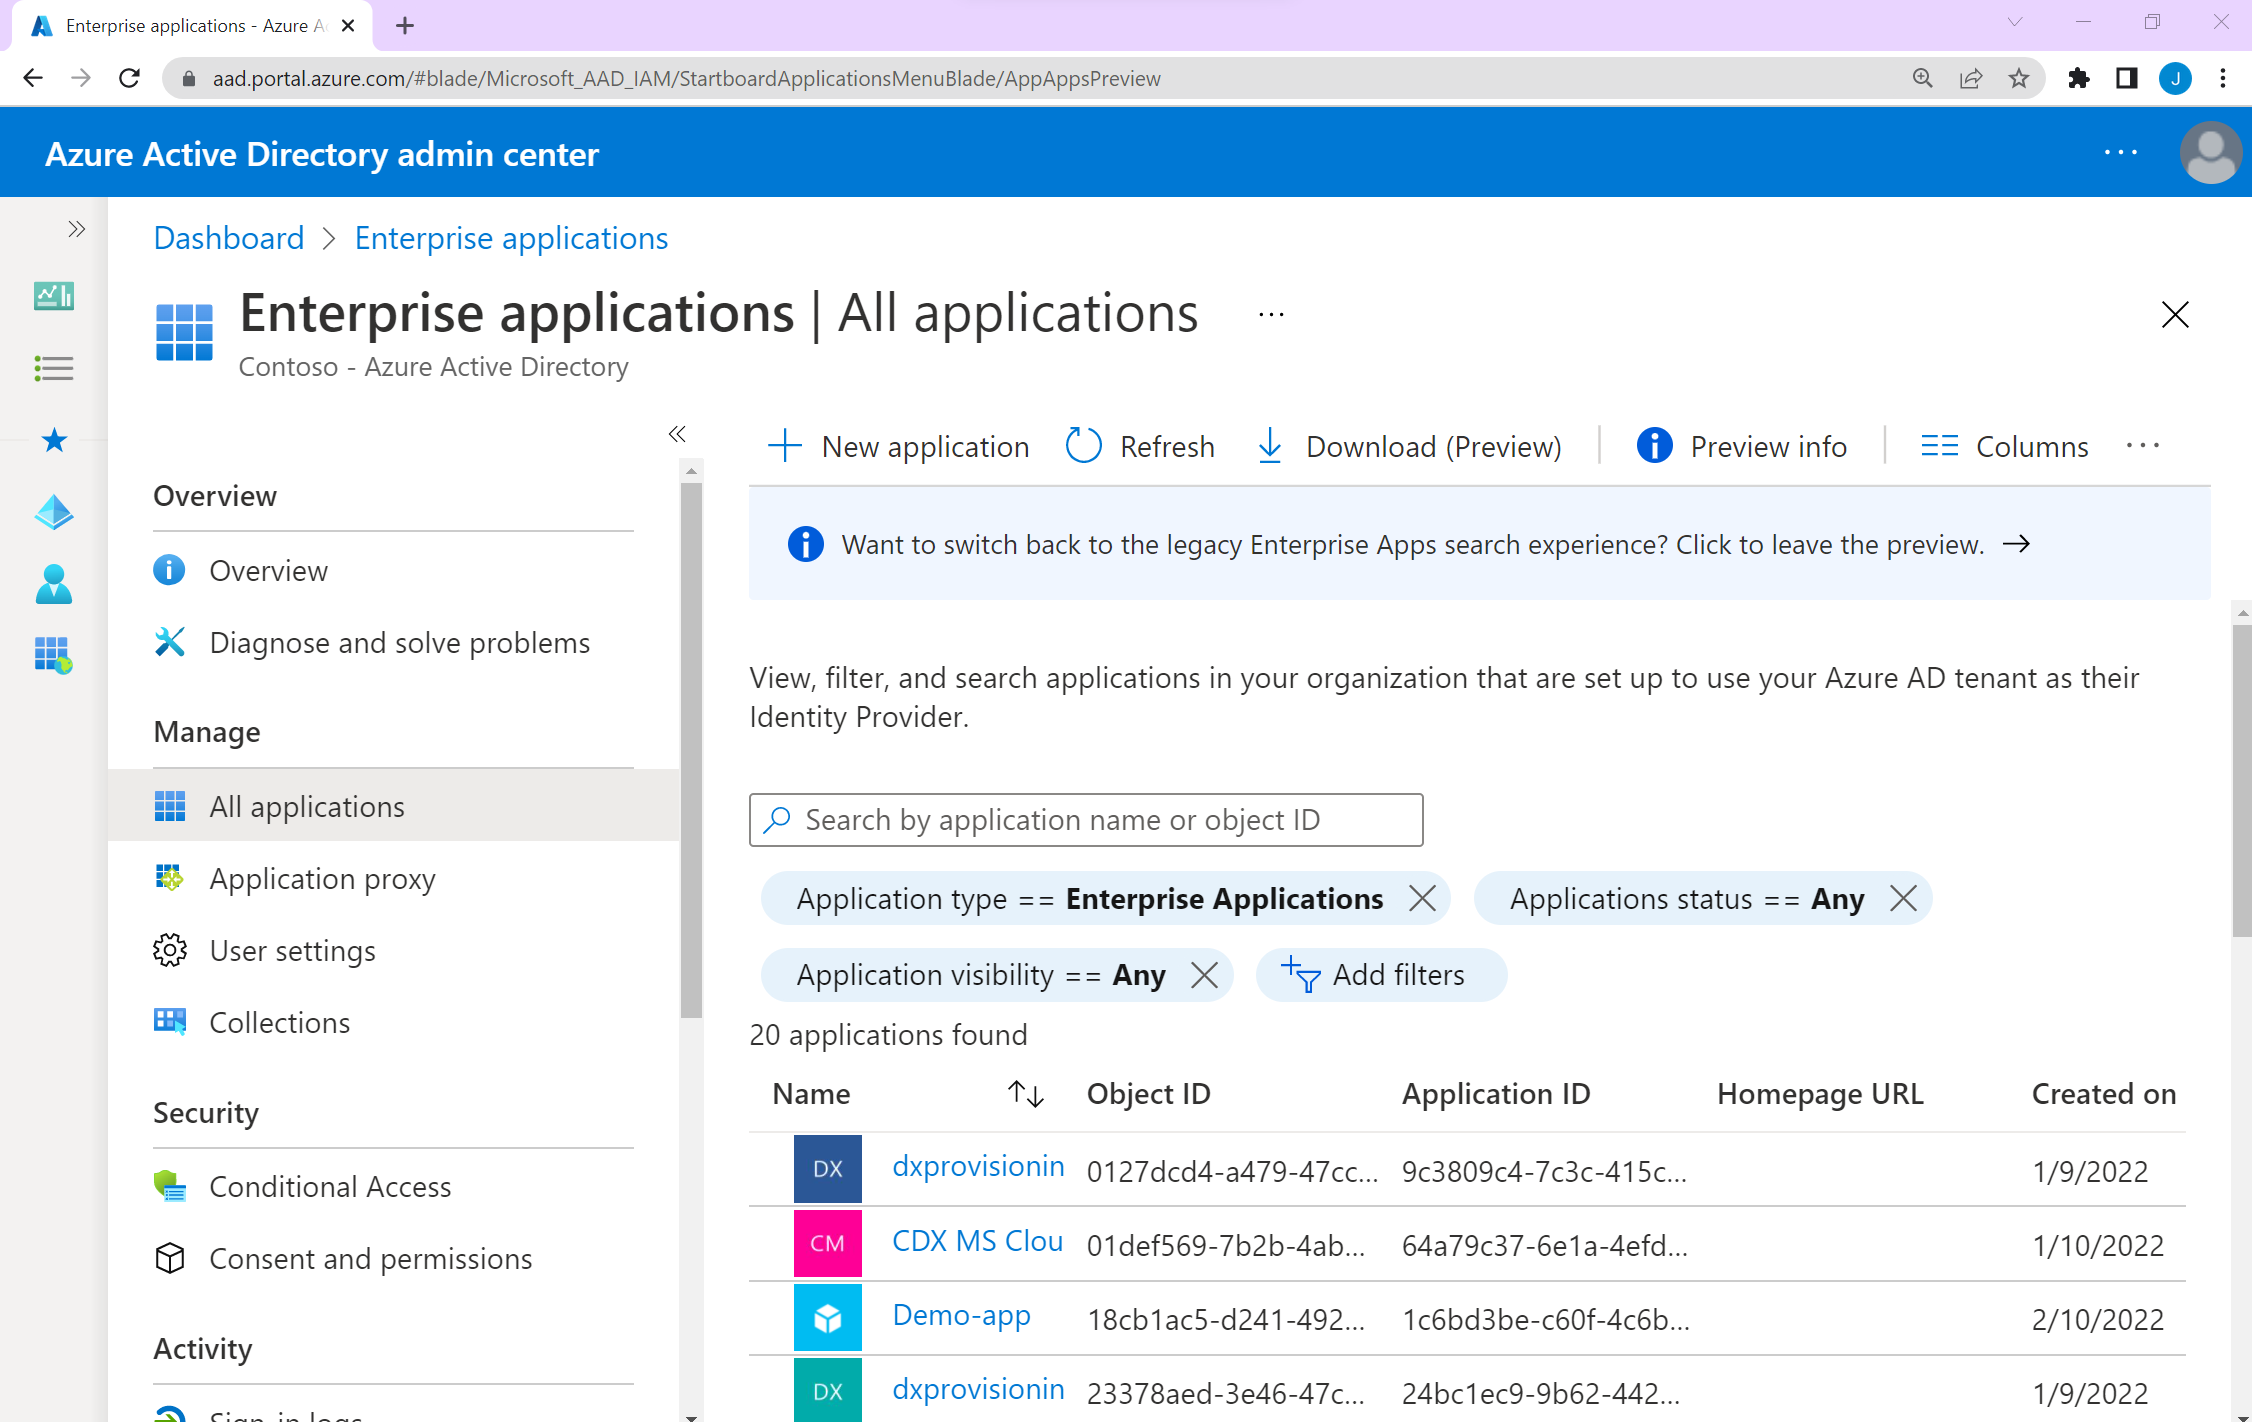 Enterprise applications - Azure A
aad.portal.azure.com/#blade/Microsoft_AAD_IAM/StartboardApplicationsMenuBlade/AppAppsPreview
J
Azure Active Directory admin center
Dashboard > Enterprise applications
Enterprise applications | All applications
Contoso - Azure Active Directory
Overview
Overview
Diagnose and solve problems
Manage
All applications
Application proxy
User settings
Collections
Security
Conditional Access
Consent and permissions
Activity
Sign-in logs
New application
Refresh
Download (Preview)
Preview info
Columns
Want to switch back to the legacy Enterprise Apps search experience? Click to leave the preview. →
View, filter, and search applications in your organization that are set up to use your Azure AD tenant as their
Identity Provider.
Search by application name or object ID
Application type == Enterprise Applications
Applications status == Any
Application visibility == Any
Add filters
20 applications found
Name Object ID Application ID Homepage URL Created on
DX dxprovisionin 0127dcd4-a479-47cc... 9c3809c4-7c3c-415c... 1/9/2022
CM CDX MS Clou 01def569-7b2b-4ab... 64a79c37-6e1a-4efd... 1/10/2022
Demo-app 18cb1ac5-d241-492... 1c6bd3be-c60f-4c6b... 2/10/2022
DX dxprovisionin 23378aed-3e46-47c... 24bc1ec9-9b62-442... 1/9/2022